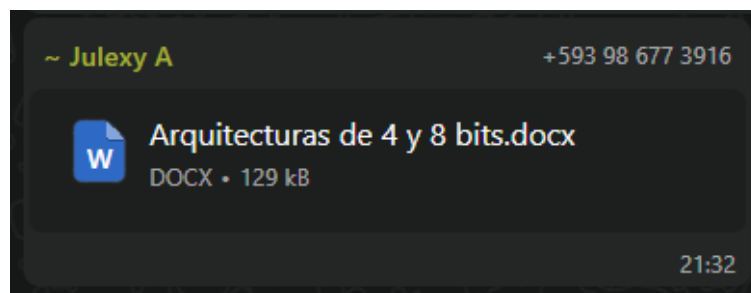 ~ Julexy A +593 98 677 3916
W
Arquitecturas de 4 y 8 bits.docx
DOCX • 129 kB
21:32